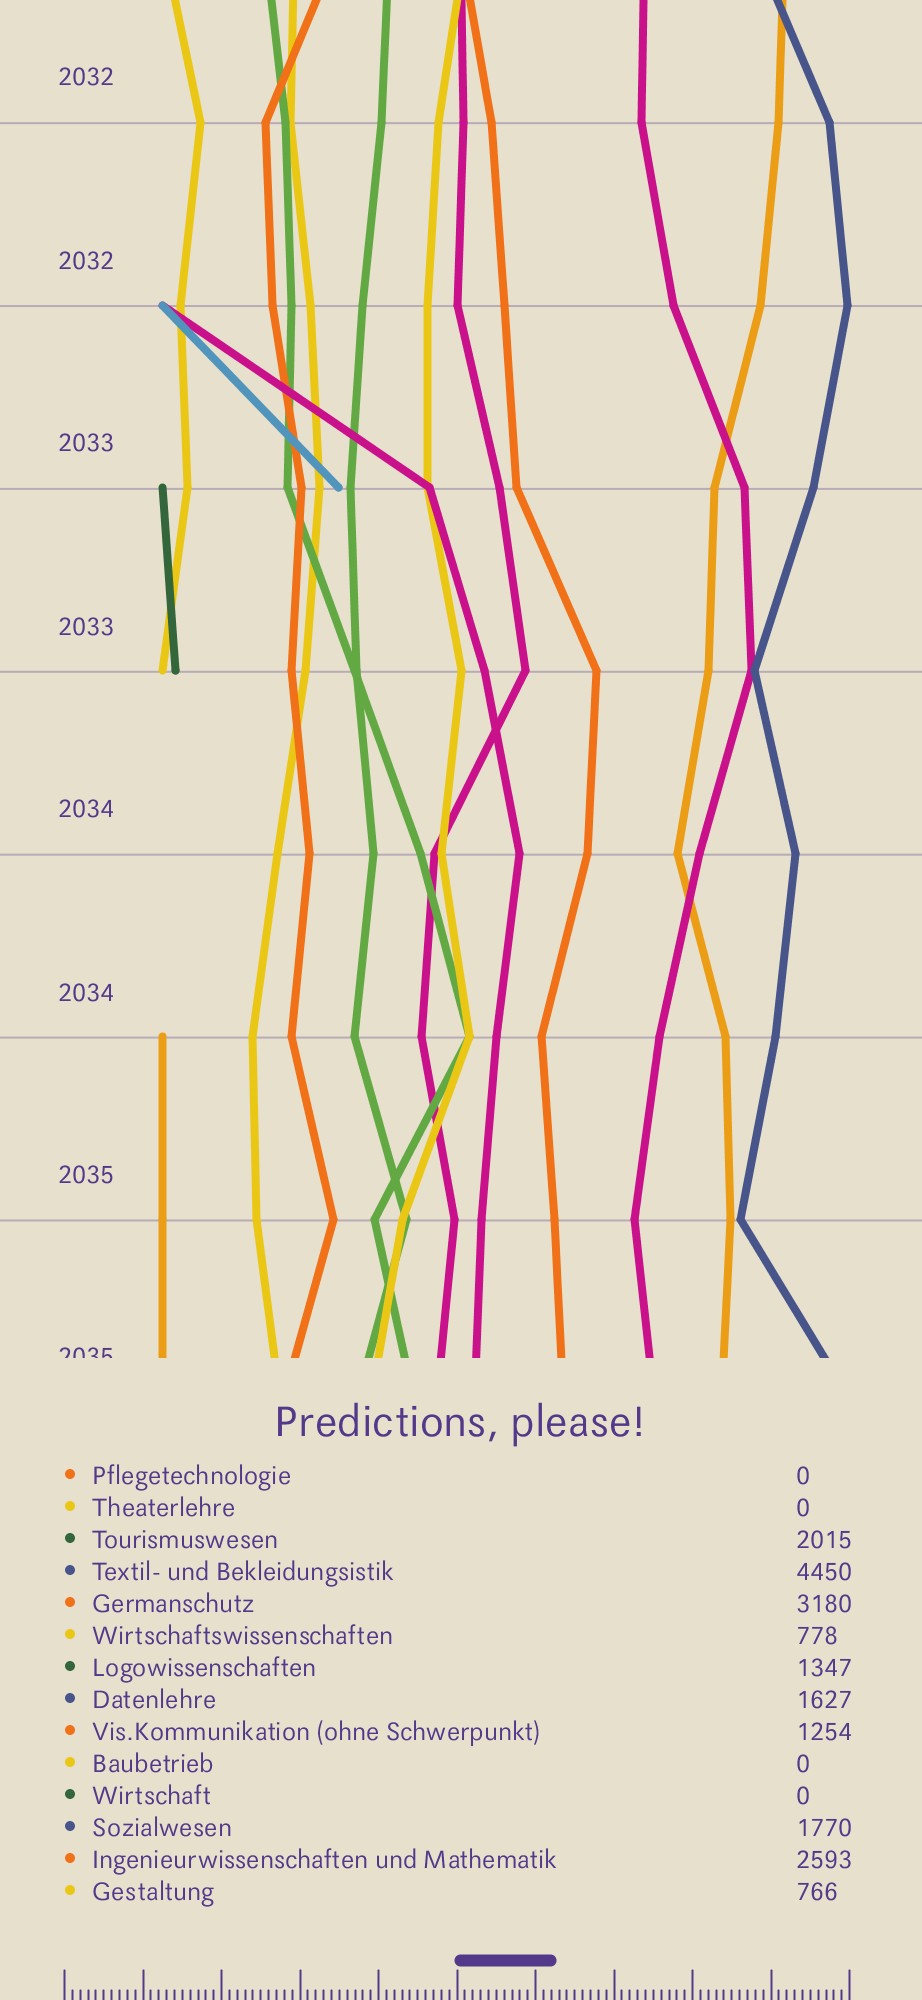 2032
2032
2033
2033
2034
2034
2035
2035
Predictions, please!
Pflegetechnologie 0
Theaterlehre 0
Tourismuswesen 2015
Textil- und Bekleidungsistik 4450
Germanschutz 3180
Wirtschaftswissenschaften 778
Logowissenschaften 1347
Datenlehre 1627
Vis.Kommunikation (ohne Schwerpunkt) 1254
Baubetrieb 0
Wirtschaft 0
Sozialwesen 1770
Ingenieurwissenschaften und Mathematik 2593
Gestaltung 766